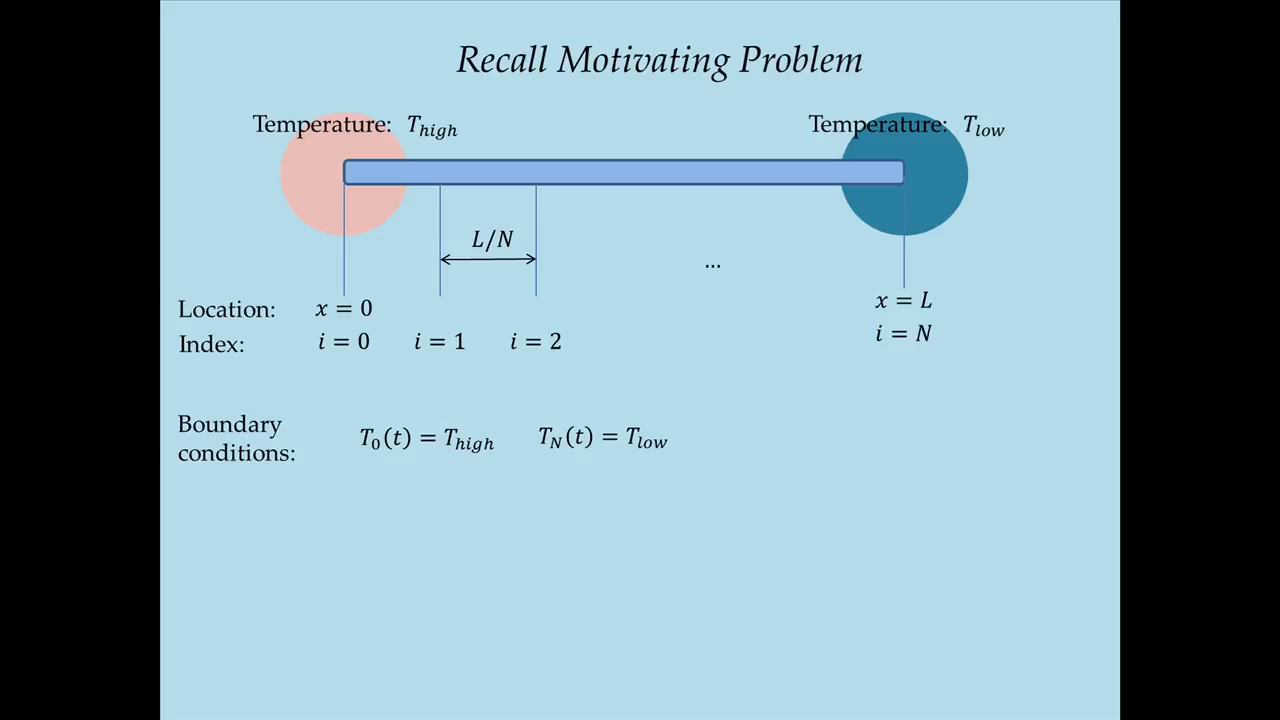 Recall Motivating Problem
Temperature: T_high
Temperature: T_low
L/N
...
Location: x = 0
x = L
Index: i = 0 i = 1 i = 2
i = N
Boundary
conditions:
T_0(t) = T_high T_N(t) = T_low